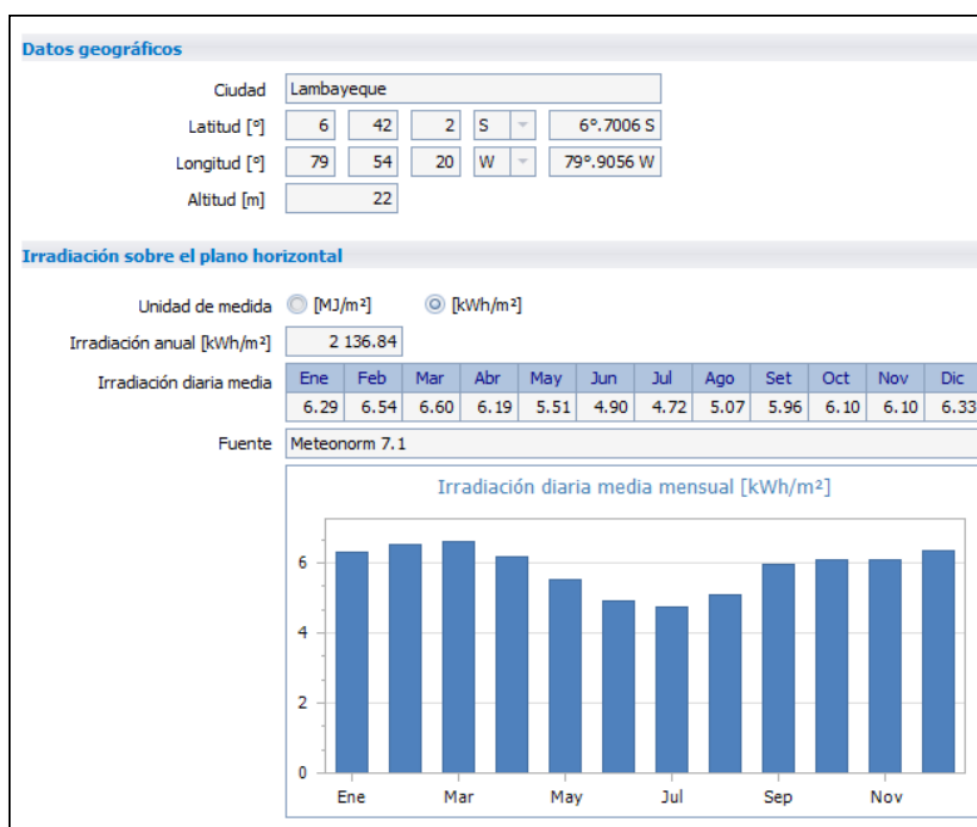 Datos geográficos
Ciudad Lambayeque
Latitud [º] 6 42 2 S 6º.7006 S
Longitud [º] 79 54 20 W 79º.9056 W
Altitud [m] 22
Irradiación sobre el plano horizontal
Unidad de medida [MJ/m²] [kWh/m²]
Irradiación anual [kWh/m²] 2 136.84
Irradiación diaria media Ene Feb Mar Abr May Jun Jul Ago Set Oct Nov Dic
6.29 6.54 6.60 6.19 5.51 4.90 4.72 5.07 5.96 6.10 6.10 6.33
Fuente Meteonorm 7.1
Irradiación diaria media mensual [kWh/m²]
6
4
2
0
Ene Mar May Jul Sep Nov